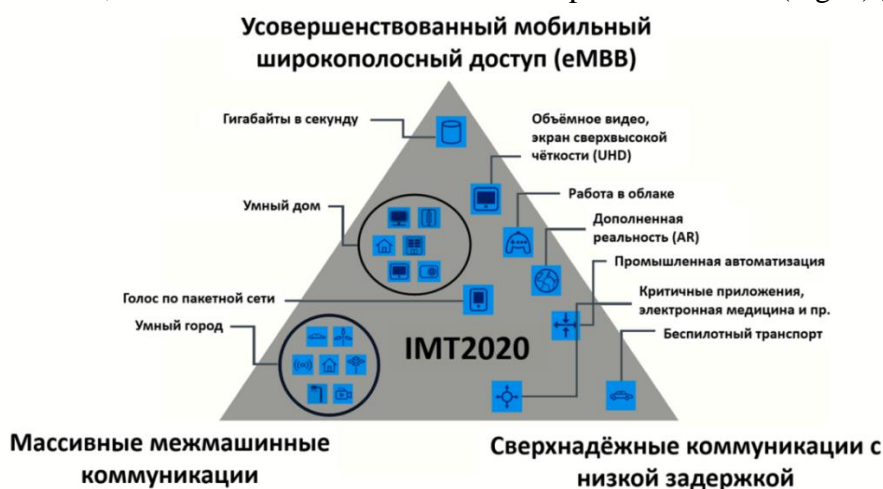 Усовершенствованный мобильный
широкополосный доступ (eMBB)
Гигабайты в секунду
Объёмное видео,
экран сверхвысокой
чёткости (UHD)
Умный дом
Работа в облаке
Дополненная
реальность (AR)
Промышленная автоматизация
Голос по пакетной сети
Критичные приложения,
электронная медицина и пр.
Умный город
Беспилотный транспорт
IMT2020
Массивные межмашинные
коммуникации
Сверхнадёжные коммуникации с
низкой задержкой